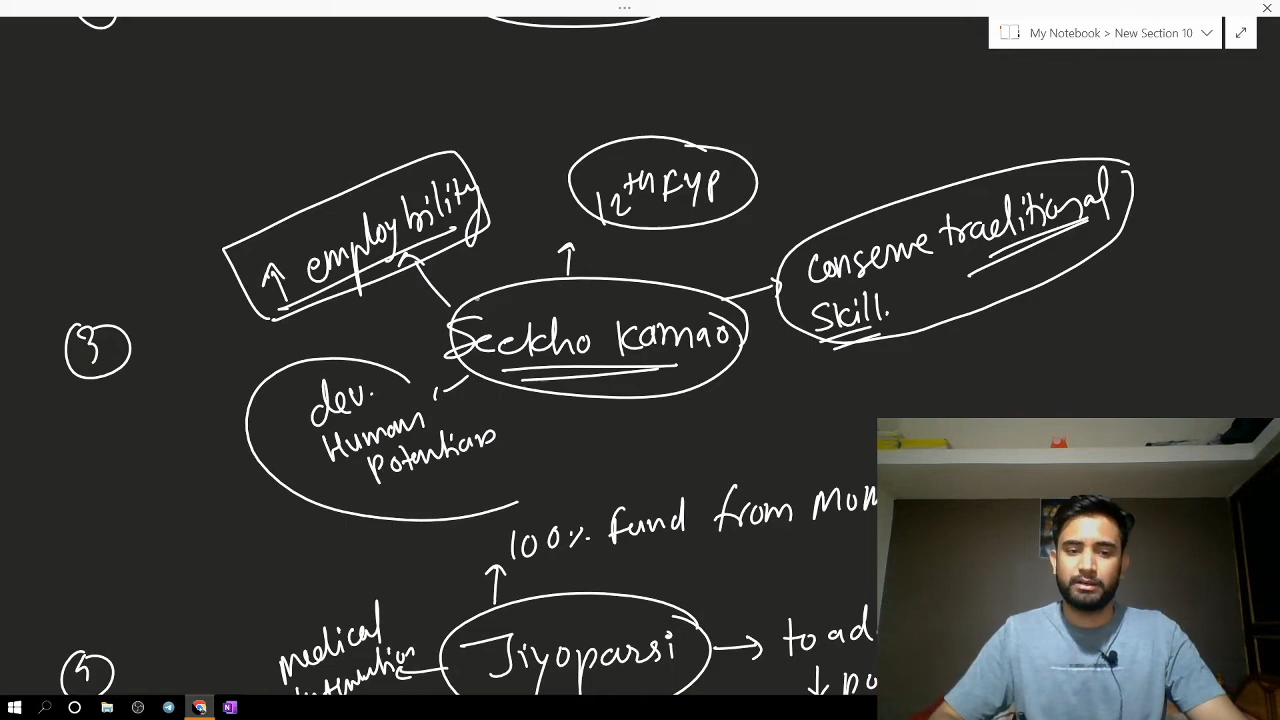 My Notebook > New Section 10
12th FYP
↑ employbility
conserve traditional
skill.
3
Seekho Kamao
dev.
Human
Potentials
100% fund from MOM
Jiyoparsi
to ad
↓ po
medical